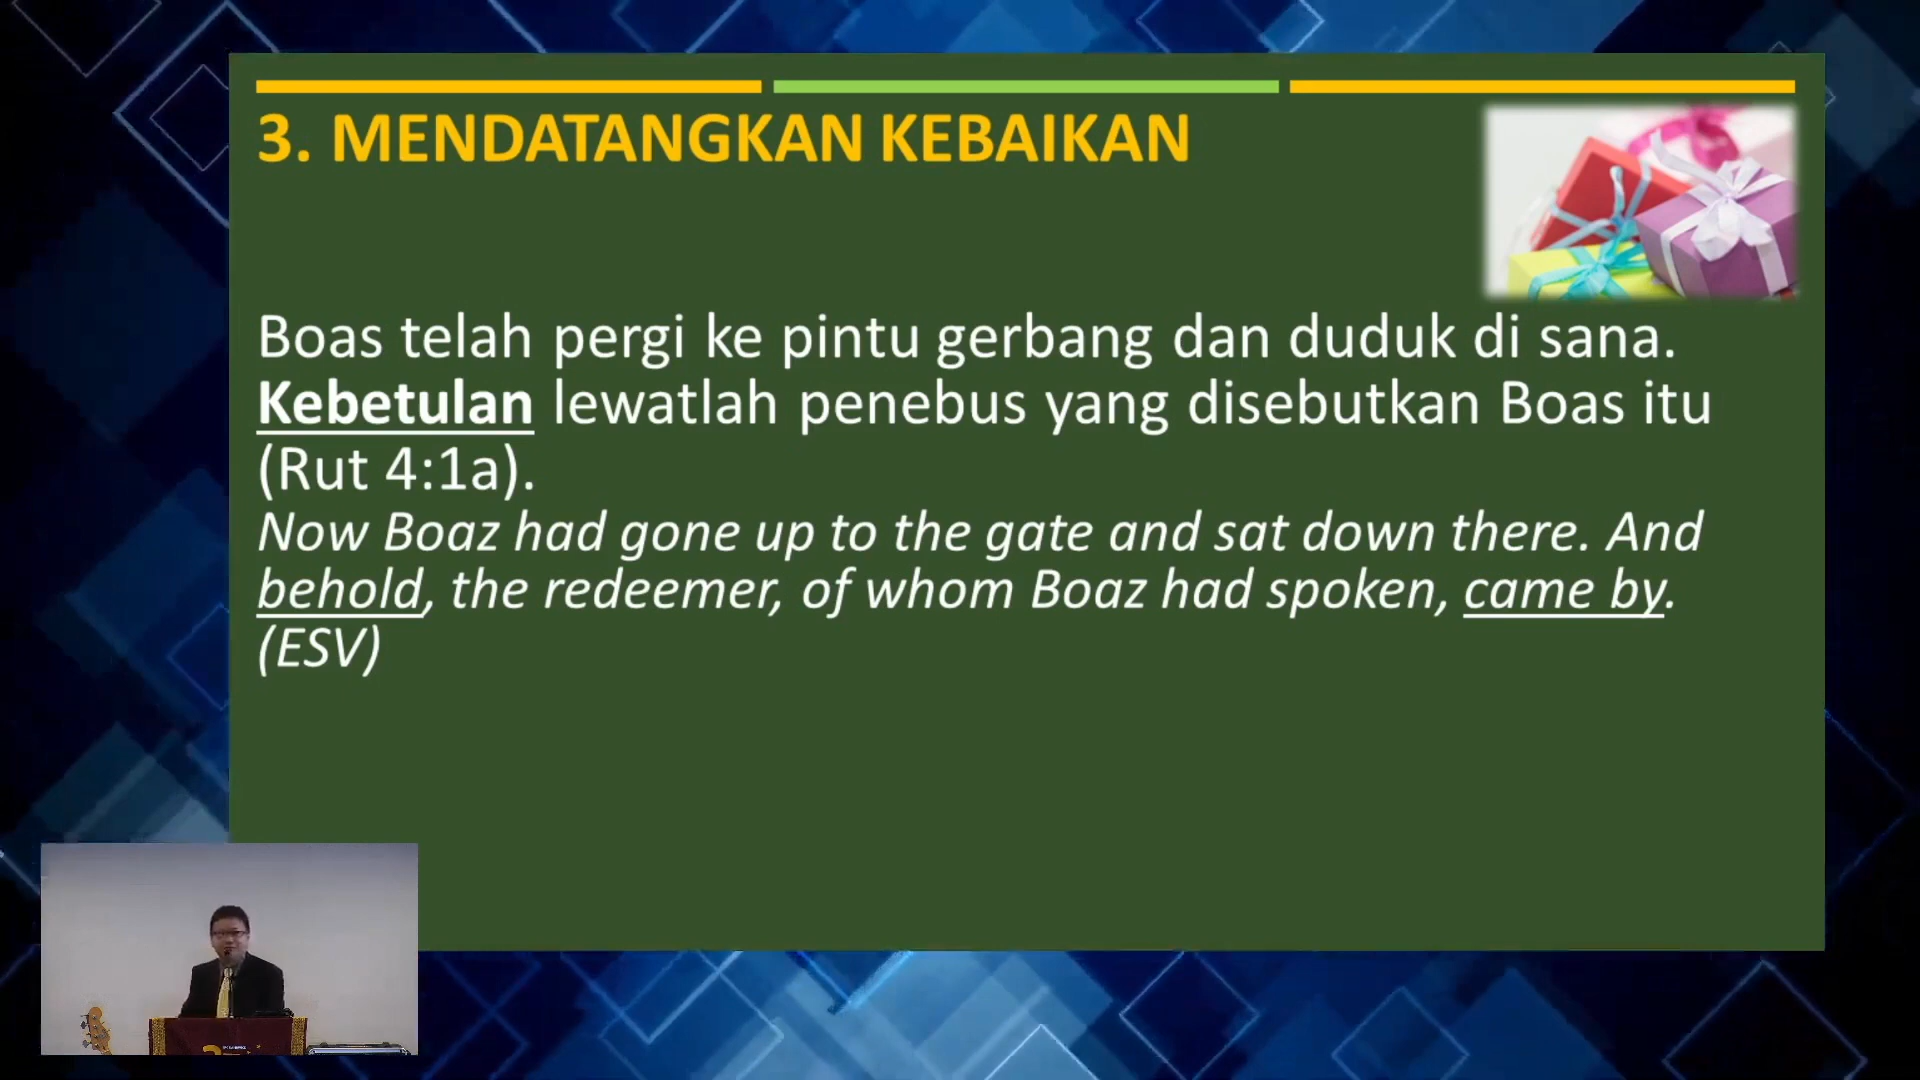 3. MENDATANGKAN KEBAIKAN
Boas telah pergi ke pintu gerbang dan duduk di sana.
Kebetulan lewatlah penebus yang disebutkan Boas itu
(Rut 4:1a).
Now Boaz had gone up to the gate and sat down there. And
behold, the redeemer, of whom Boaz had spoken, came by.
(ESV)